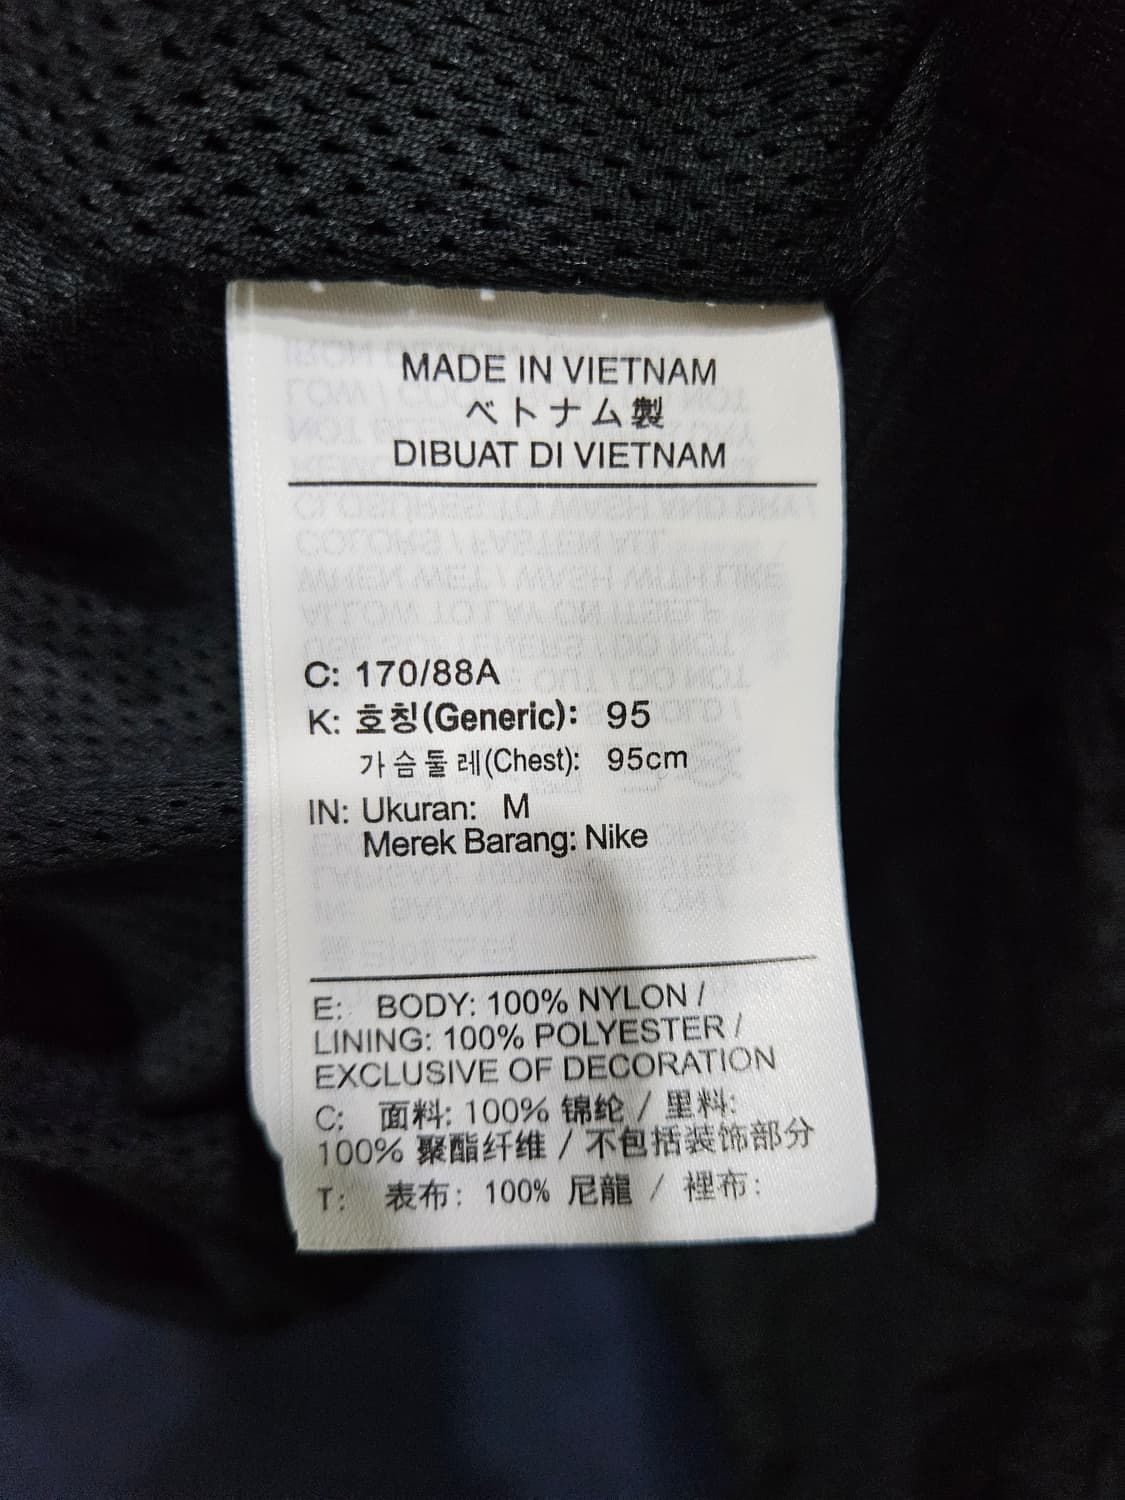 MADE IN VIETNAM
ベトナム製
DIBUAT DI VIETNAM
C: 170/88A
K: 호칭(Generic): 95
가슴둘레(Chest): 95cm
IN: Ukuran: M
Merek Barang: Nike
E: BODY: 100% NYLON /
LINING: 100% POLYESTER /
EXCLUSIVE OF DECORATION
C: 面料: 100% 锦纶 / 里料:
100% 聚酯纤维 / 不包括装饰部分
T: 表布: 100% 尼龍 / 裡布: